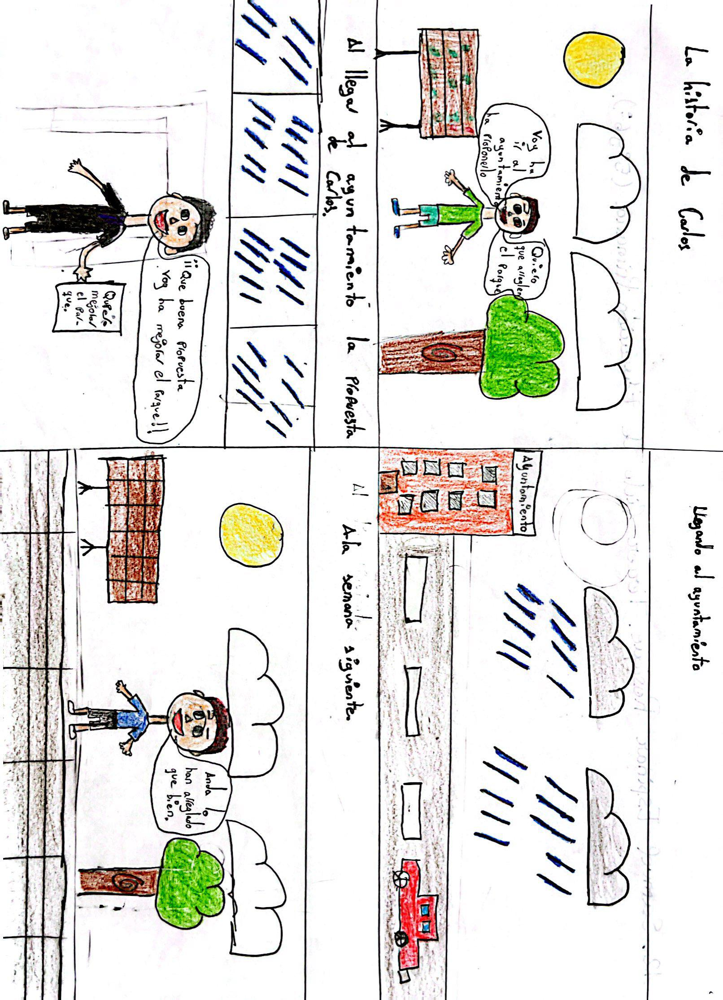 La historia de Carlos
Voy ha
ir al
ayuntamiento
ha proponello
Quiero
que arreglen
el parque
Llegando al ayuntamiento
Ayuntamiento
Al llegar al ayuntamiento la propuesta
de Carlos.
¡¡Que buena propuesta
voy ha mejorar el parque!!
mejorar
el par-
que.
A la semana siguiente.
Anda!
han arreglado
que bien.